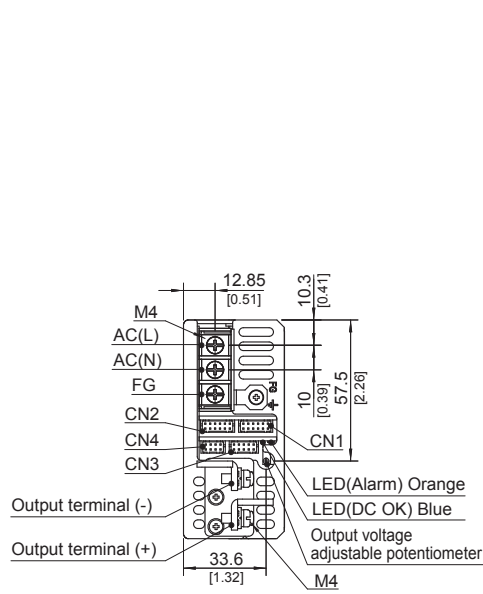 12.85
[0.51]
10.3
[0.41]
M4
AC(L)
AC(N)
FG
FG
10
[0.39]
57.5
[2.26]
CN2
CN4
CN3
CN1
LED(Alarm) Orange
LED(DC OK) Blue
Output voltage
adjustable potentiometer
Output terminal (-)
Output terminal (+)
33.6
[1.32]
M4